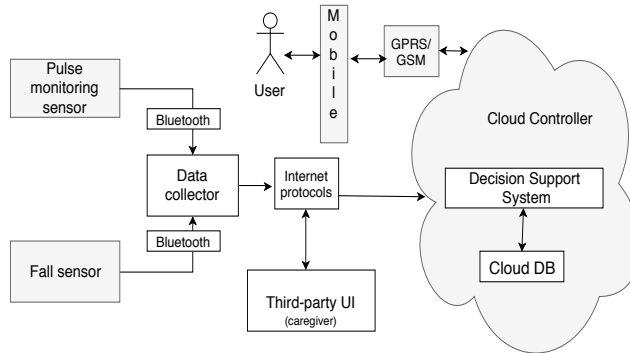 M
o
b
i
l
e
GPRS/
GSM
User
Pulse
monitoring
sensor
Bluetooth
Cloud Controller
Data
collector
Internet
protocols
Decision Support
System
Bluetooth
Fall sensor
Cloud DB
Third-party UI
(caregiver)